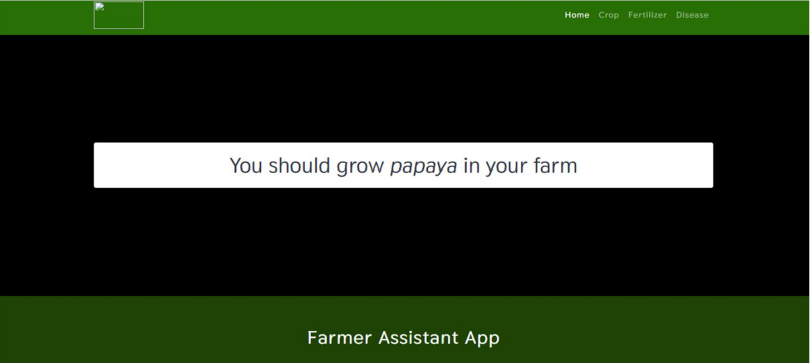 Home Crop Fertilizer Disease
You should grow papaya in your farm
Farmer Assistant App